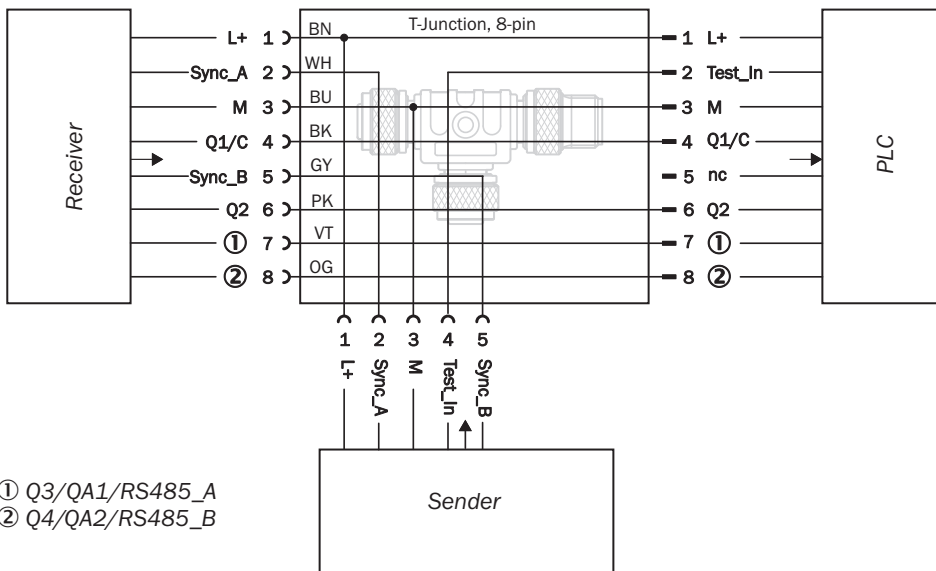 T-Junction, 8-pin
L+ 1 BN 1 L+
Sync_A 2 WH 2 Test_In
M 3 BU 3 M
Q1/C 4 BK 4 Q1/C
Sync_B 5 GY 5 nc
Q2 6 PK 6 Q2
① 7 VT 7 ①
② 8 OG 8 ②
Receiver
PLC
1 2 3 4 5
L+ Sync_A M Test_In Sync_B
Sender
① Q3/QA1/RS485_A
② Q4/QA2/RS485_B